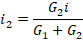 i₂ = G₂i / (G₁ + G₂)